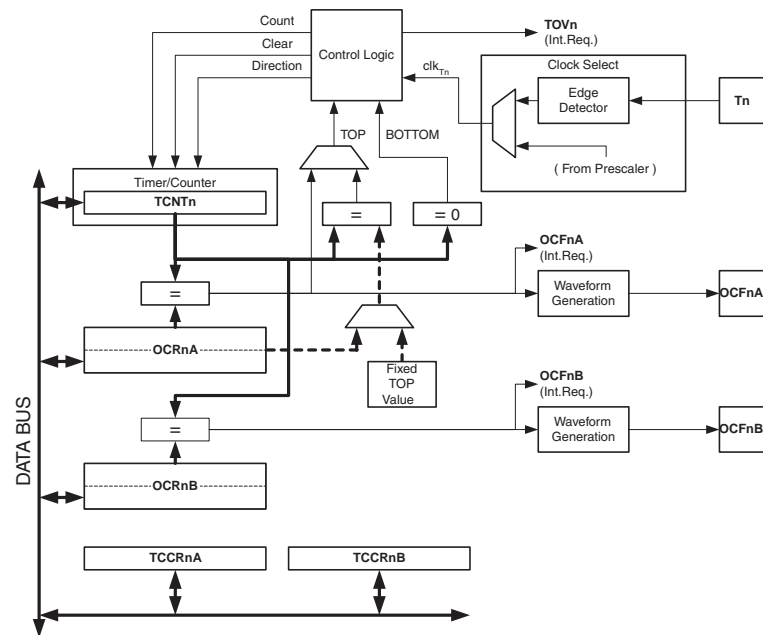 Count
Clear
Direction
Control Logic
TOVn
(Int.Req.)
clkTn
Clock Select
Edge
Detector
Tn
( From Prescaler )
TOP
BOTTOM
Timer/Counter
TCNTn
=
= 0
OCFnA
(Int.Req.)
=
Waveform
Generation
OCFnA
OCRnA
Fixed
TOP
Value
OCFnB
(Int.Req.)
=
Waveform
Generation
OCFnB
OCRnB
DATA BUS
TCCRnA
TCCRnB